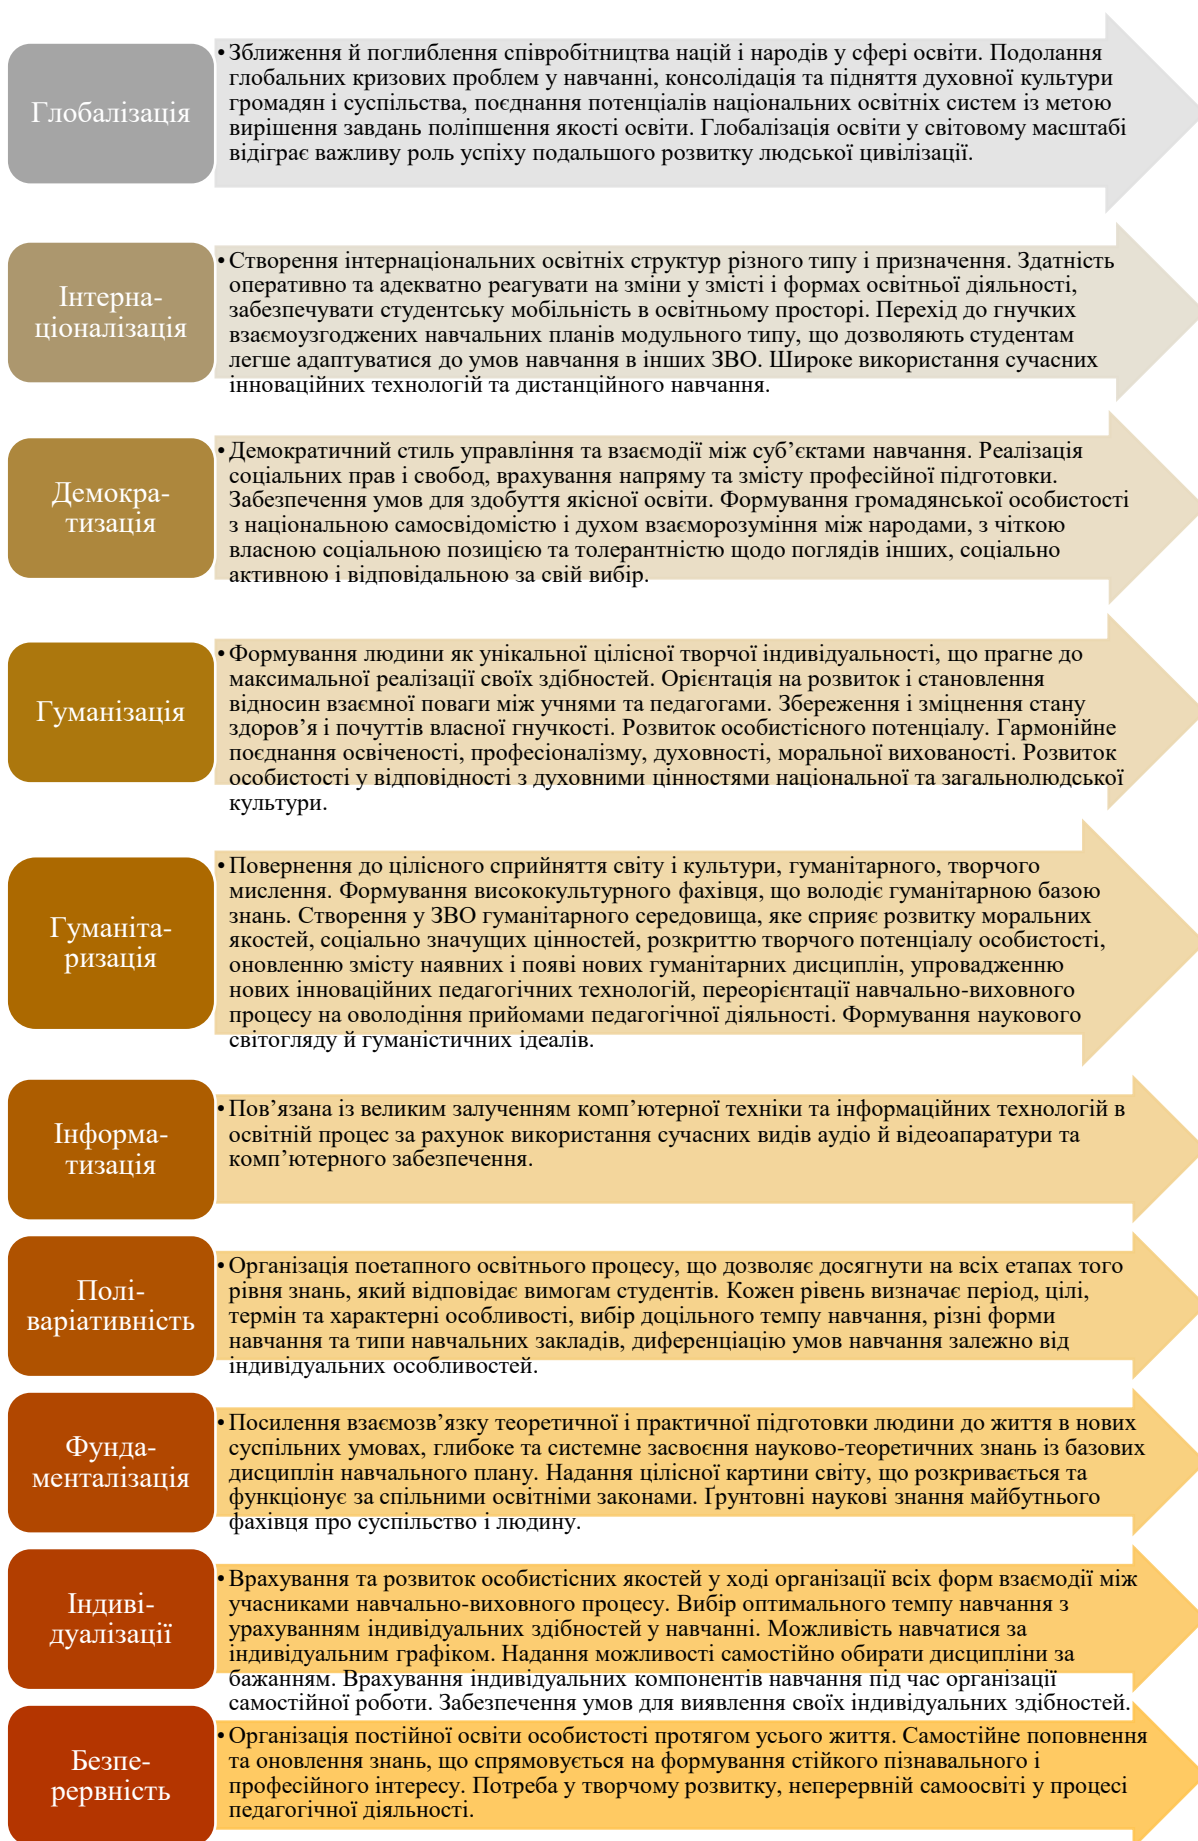 Глобалізація
• Зближення й поглиблення співробітництва націй і народів у сфері освіти. Подолання
глобальних кризових проблем у навчанні, консолідація та підняття духовної культури
громадян і суспільства, поєднання потенціалів національних освітніх систем із метою
вирішення завдань поліпшення якості освіти. Глобалізація освіти у світовому масштабі
відіграє важливу роль успіху подальшого розвитку людської цивілізації.
Інтерна-
ціоналізація
• Створення інтернаціональних освітніх структур різного типу і призначення. Здатність
оперативно та адекватно реагувати на зміни у змісті і формах освітньої діяльності,
забезпечувати студентську мобільність в освітньому просторі. Перехід до гнучких
взаємоузгоджених навчальних планів модульного типу, що дозволяють студентам
легше адаптуватися до умов навчання в інших ЗВО. Широке використання сучасних
інноваційних технологій та дистанційного навчання.
Демокра-
тизація
• Демократичний стиль управління та взаємодії між суб’єктами навчання. Реалізація
соціальних прав і свобод, врахування напряму та змісту професійної підготовки.
Забезпечення умов для здобуття якісної освіти. Формування громадянської особистості
з національною самосвідомістю і духом взаєморозуміння між народами, з чіткою
власною соціальною позицією та толерантністю щодо поглядів інших, соціально
активною і відповідальною за свій вибір.
Гуманізація
• Формування людини як унікальної цілісної творчої індивідуальності, що прагне до
максимальної реалізації своїх здібностей. Орієнтація на розвиток і становлення
відносин взаємної поваги між учнями та педагогами. Збереження і зміцнення стану
здоров’я і почуттів власної гнучкості. Розвиток особистісного потенціалу. Гармонійне
поєднання освіченості, професіоналізму, духовності, моральної вихованості. Розвиток
особистості у відповідності з духовними цінностями національної та загальнолюдської
культури.
Гуманіта-
ризація
• Повернення до цілісного сприйняття світу і культури, гуманітарного, творчого
мислення. Формування висококультурного фахівця, що володіє гуманітарною базою
знань. Створення у ЗВО гуманітарного середовища, яке сприяє розвитку моральних
якостей, соціально значущих цінностей, розкриттю творчого потенціалу особистості,
оновленню змісту наявних і появі нових гуманітарних дисциплін, упровадженню
нових інноваційних педагогічних технологій, переорієнтації навчально-виховного
процесу на оволодіння прийомами педагогічної діяльності. Формування наукового
світогляду й гуманістичних ідеалів.
Інформа-
тизація
• Пов’язана із великим залученням комп’ютерної техніки та інформаційних технологій в
освітній процес за рахунок використання сучасних видів аудіо й відеоапаратури та
комп’ютерного забезпечення.
Полі-
варіативність
• Організація поетапного освітнього процесу, що дозволяє досягнути на всіх етапах того
рівня знань, який відповідає вимогам студентів. Кожен рівень визначає період, цілі,
термін та характерні особливості, вибір доцільного темпу навчання, різні форми
навчання та типи навчальних закладів, диференціацію умов навчання залежно від
індивідуальних особливостей.
Фунда-
менталізація
• Посилення взаємозв’язку теоретичної і практичної підготовки людини до життя в нових
суспільних умовах, глибоке та системне засвоєння науково-теоретичних знань із базових
дисциплін навчального плану. Надання цілісної картини світу, що розкривається та
функціонує за спільними освітніми законами. Ґрунтовні наукові знання майбутнього
фахівця про суспільство і людину.
Індиві-
дуалізації
• Врахування та розвиток особистісних якостей у ході організації всіх форм взаємодії між
учасниками навчально-виховного процесу. Вибір оптимального темпу навчання з
урахуванням індивідуальних здібностей у навчанні. Можливість навчатися за
індивідуальним графіком. Надання можливості самостійно обирати дисципліни за
бажанням. Врахування індивідуальних компонентів навчання під час організації
самостійної роботи. Забезпечення умов для виявлення своїх індивідуальних здібностей.
Безпе-
рервність
• Організація постійної освіти особистості протягом усього життя. Самостійне поповнення
та оновлення знань, що спрямовується на формування стійкого пізнавального і
професійного інтересу. Потреба у творчому розвитку, неперервній самоосвіті у процесі
педагогічної діяльності.